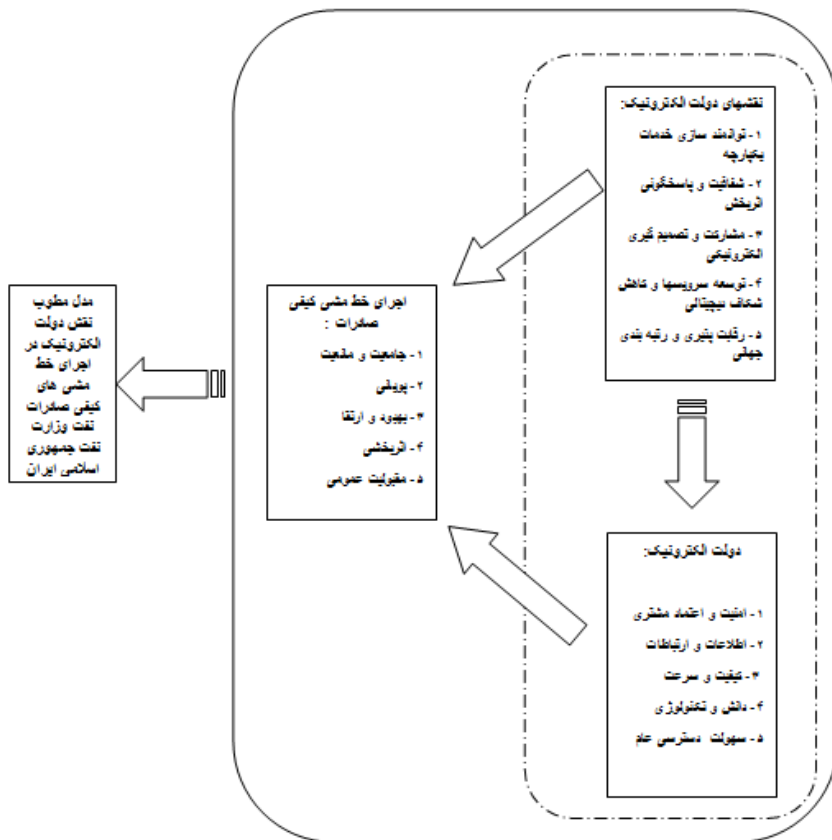 نقشهای دولت الکترونیک:
۱- توانمند سازی خدمات
یکپارچه
۲- شفافیت و پاسخگوئی
اثربخش
۳- مشارکت و تصمیم گیری
الکترونیکی
۴- توسعه سرویسها و کاهش
شکاف دیجیتالی
۵- رقابت پذیری و رتبه بندی
جهانی
دولت الکترونیک:
۱- امنیت و اعتماد مشتری
۲- اطلاعات و ارتباطات
۳- کیفیت و سرعت
۴- دانش و تکنولوژی
۵- سهولت دسترسی عام
اجرای خط مشی کیفی
صادرات :
۱- جامعیت و مانعیت
۲- پویائی
۳- بهبود و ارتقا
۴- اثربخشی
۵- مقبولیت عمومی
مدل مطوب
نقش دولت
الکترونیک در
اجرای خط
مشی های
کیفی صادرات
نفت وزارت
نفت جمهوری
اسلامی ایران